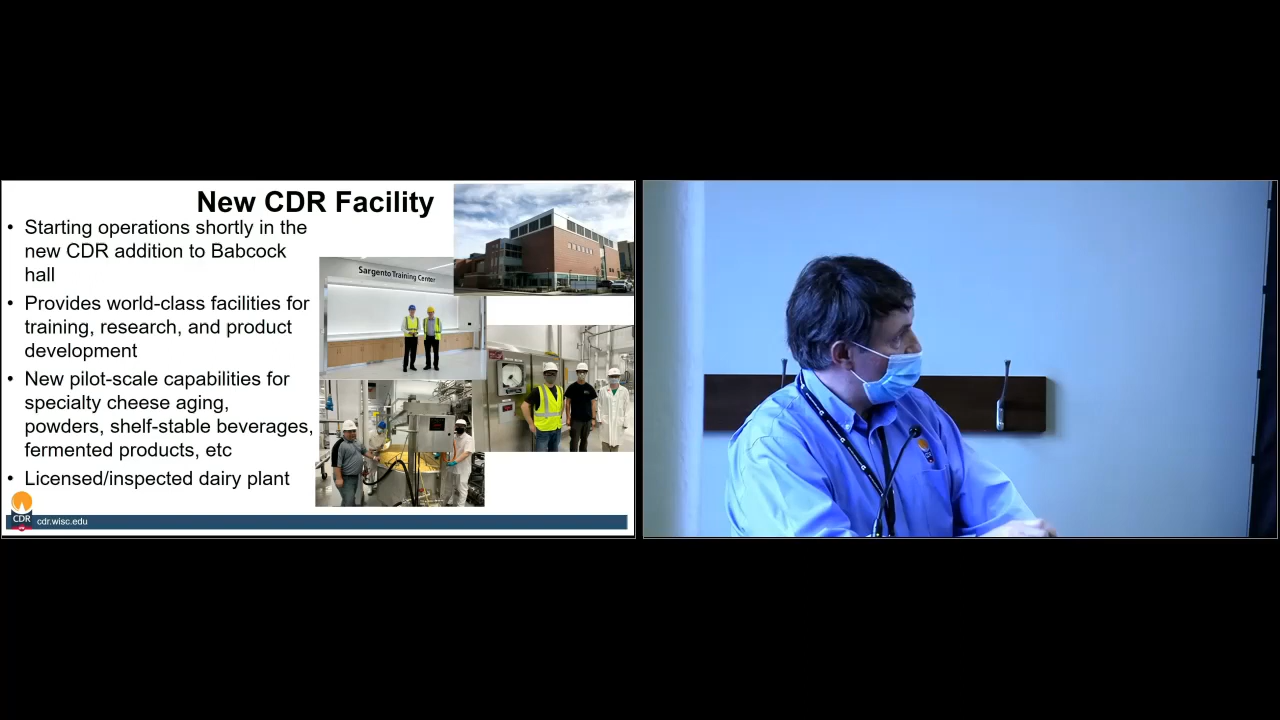 New CDR Facility
• Starting operations shortly in the
new CDR addition to Babcock
hall
• Provides world-class facilities for
training, research, and product
development
• New pilot-scale capabilities for
specialty cheese aging,
powders, shelf-stable beverages,
fermented products, etc
• Licensed/inspected dairy plant
Sargento Training Center
CDR
cdr.wisc.edu